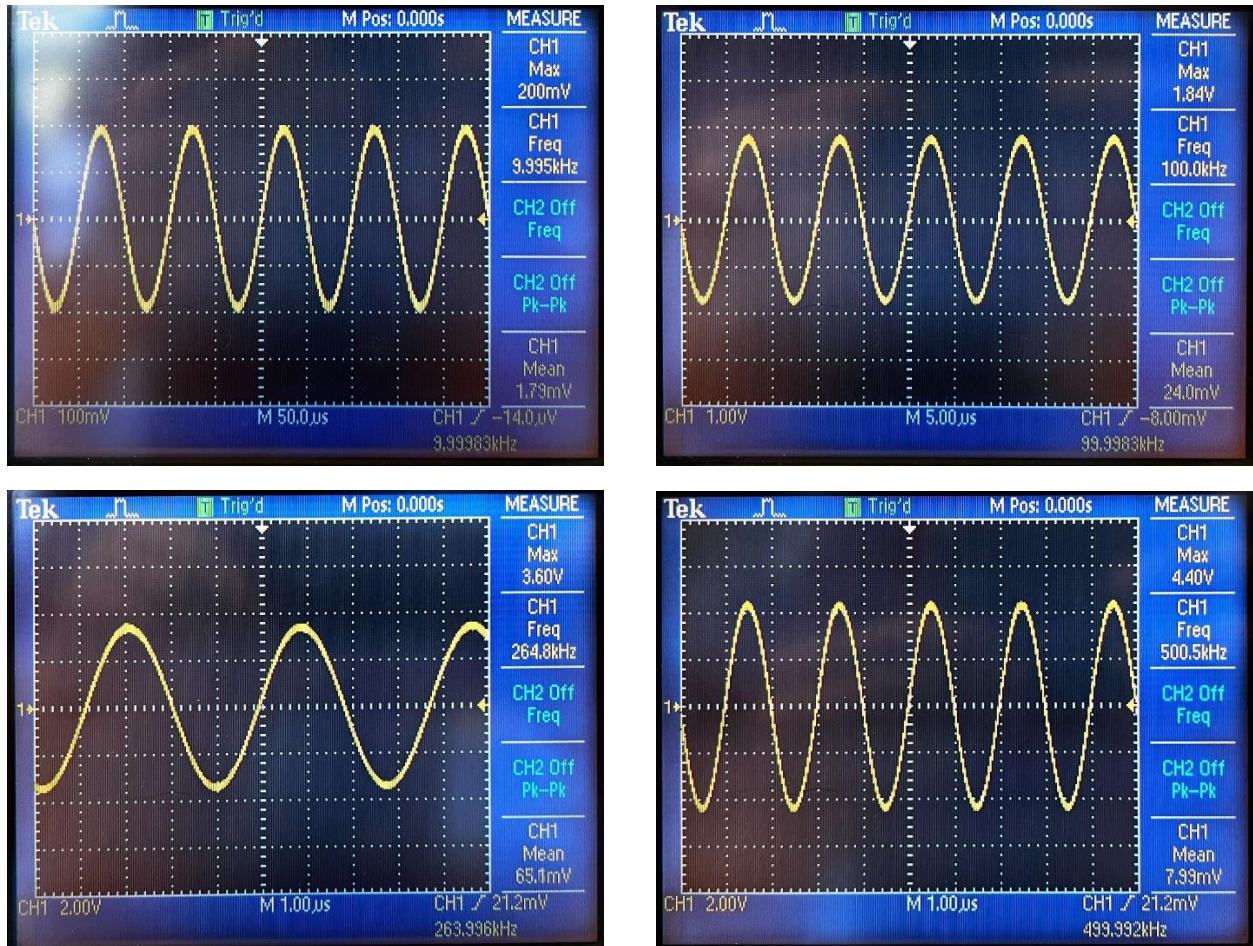 Tek T Trig'd M Pos: 0.000s MEASURE
CH1
Max
200mV
CH1
Freq
9.995kHz
CH2 Off
Freq
CH2 Off
Pk-Pk
CH1
Mean
1.79mV
1
CH1 100mV M 50.0µs CH1 -14.0µV
9.99983kHz
Tek T Trig'd M Pos: 0.000s MEASURE
CH1
Max
1.84V
CH1
Freq
100.0kHz
CH2 Off
Freq
CH2 Off
Pk-Pk
CH1
Mean
24.0mV
1
CH1 1.00V M 5.00µs CH1 -8.00mV
99.9983kHz
Tek T Trig'd M Pos: 0.000s MEASURE
CH1
Max
3.60V
CH1
Freq
264.8kHz
CH2 Off
Freq
CH2 Off
Pk-Pk
CH1
Mean
65.1mV
1
CH1 2.00V M 1.00µs CH1 21.2mV
263.996kHz
Tek T Trig'd M Pos: 0.000s MEASURE
CH1
Max
4.40V
CH1
Freq
500.5kHz
CH2 Off
Freq
CH2 Off
Pk-Pk
CH1
Mean
7.99mV
1
CH1 2.00V M 1.00µs CH1 21.2mV
499.992kHz